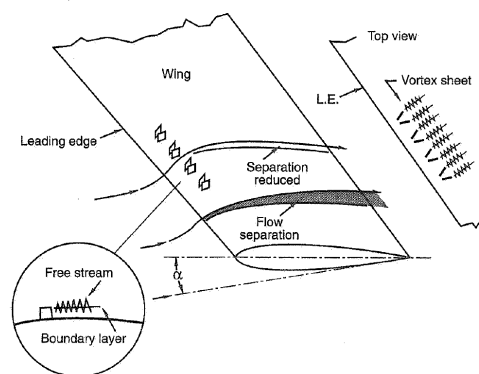 Top view
Wing
Vortex sheet
L.E.
Leading edge
Separation
reduced
Flow
separation
Free stream
α
Boundary layer